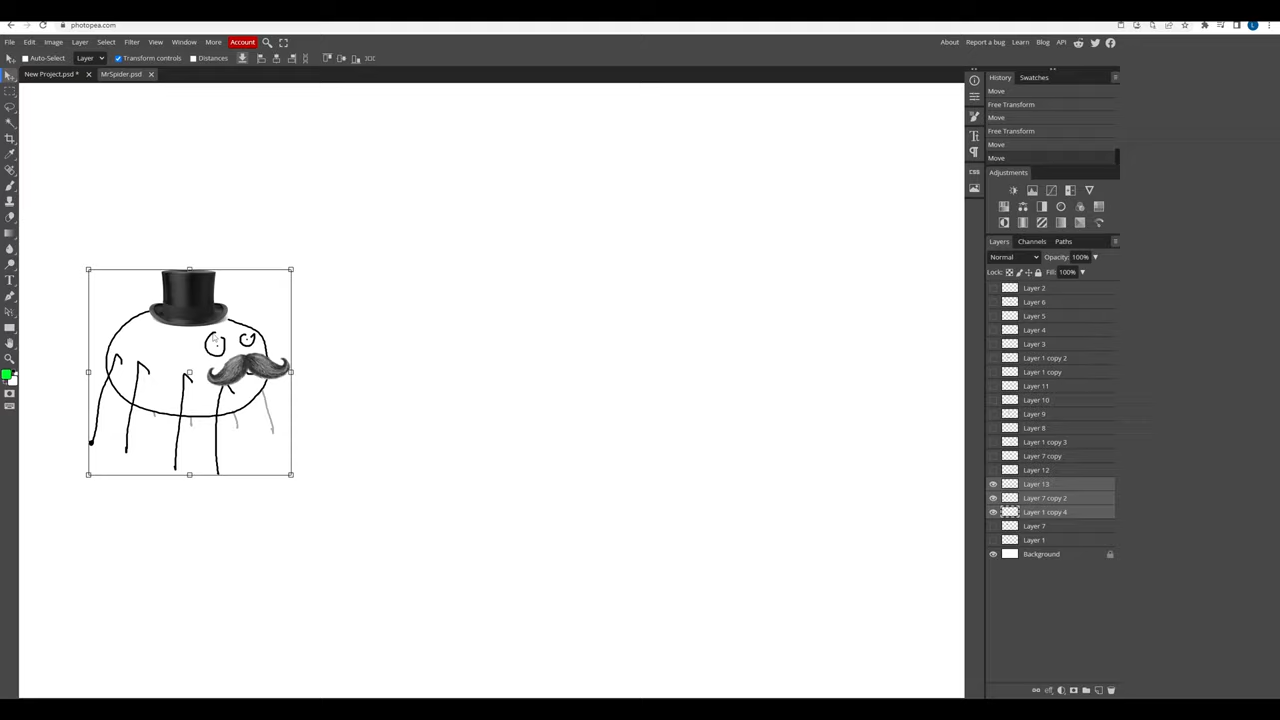 photopea.com
File Edit Image Layer Select Filter View Window More Account
About Report a bug Learn Blog API
Auto-Select Layer Transform controls Distances
New Project.psd * MrSpider.psd
History Swatches
Move
Free Transform
Move
Free Transform
Move
Move
Adjustments
Layers Channels Paths
Normal Opacity: 100%
Lock: Fill: 100%
Layer 2
Layer 6
Layer 5
Layer 4
Layer 3
Layer 1 copy 2
Layer 1 copy
Layer 11
Layer 10
Layer 9
Layer 8
Layer 1 copy 3
Layer 7 copy
Layer 12
Layer 13
Layer 7 copy 2
Layer 1 copy 4
Layer 7
Layer 1
Background